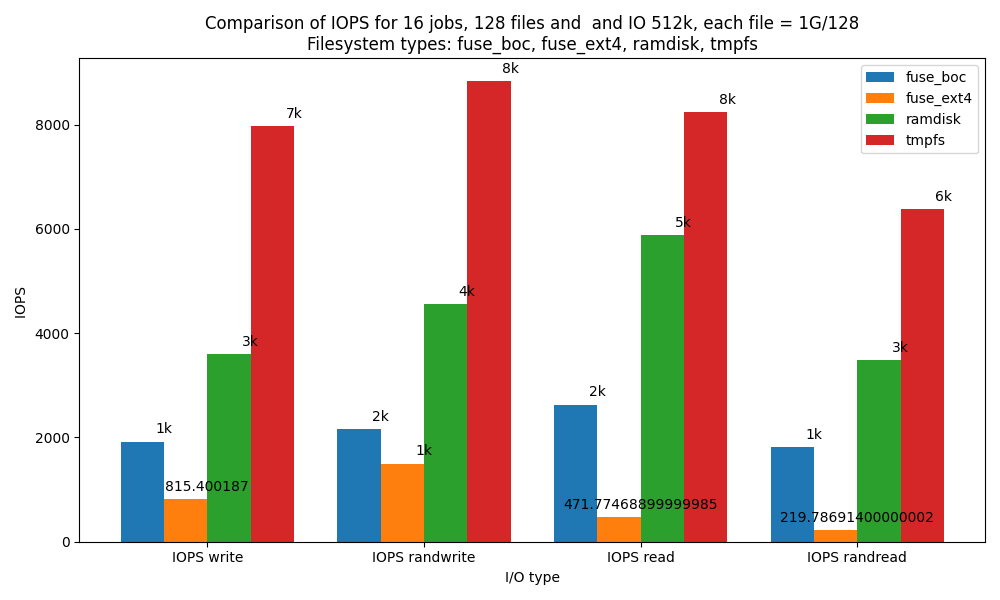 Comparison of IOPS for 16 jobs, 128 files and  and IO 512k, each file = 1G/128
Filesystem types: fuse_boc, fuse_ext4, ramdisk, tmpfs
fuse_boc
fuse_ext4
ramdisk
tmpfs
IOPS
8000
6000
4000
2000
0
1k
815.400187
3k
7k
2k
1k
4k
8k
2k
471.77468899999985
5k
8k
1k
219.78691400000002
3k
6k
IOPS write
IOPS randwrite
IOPS read
IOPS randread
I/O type